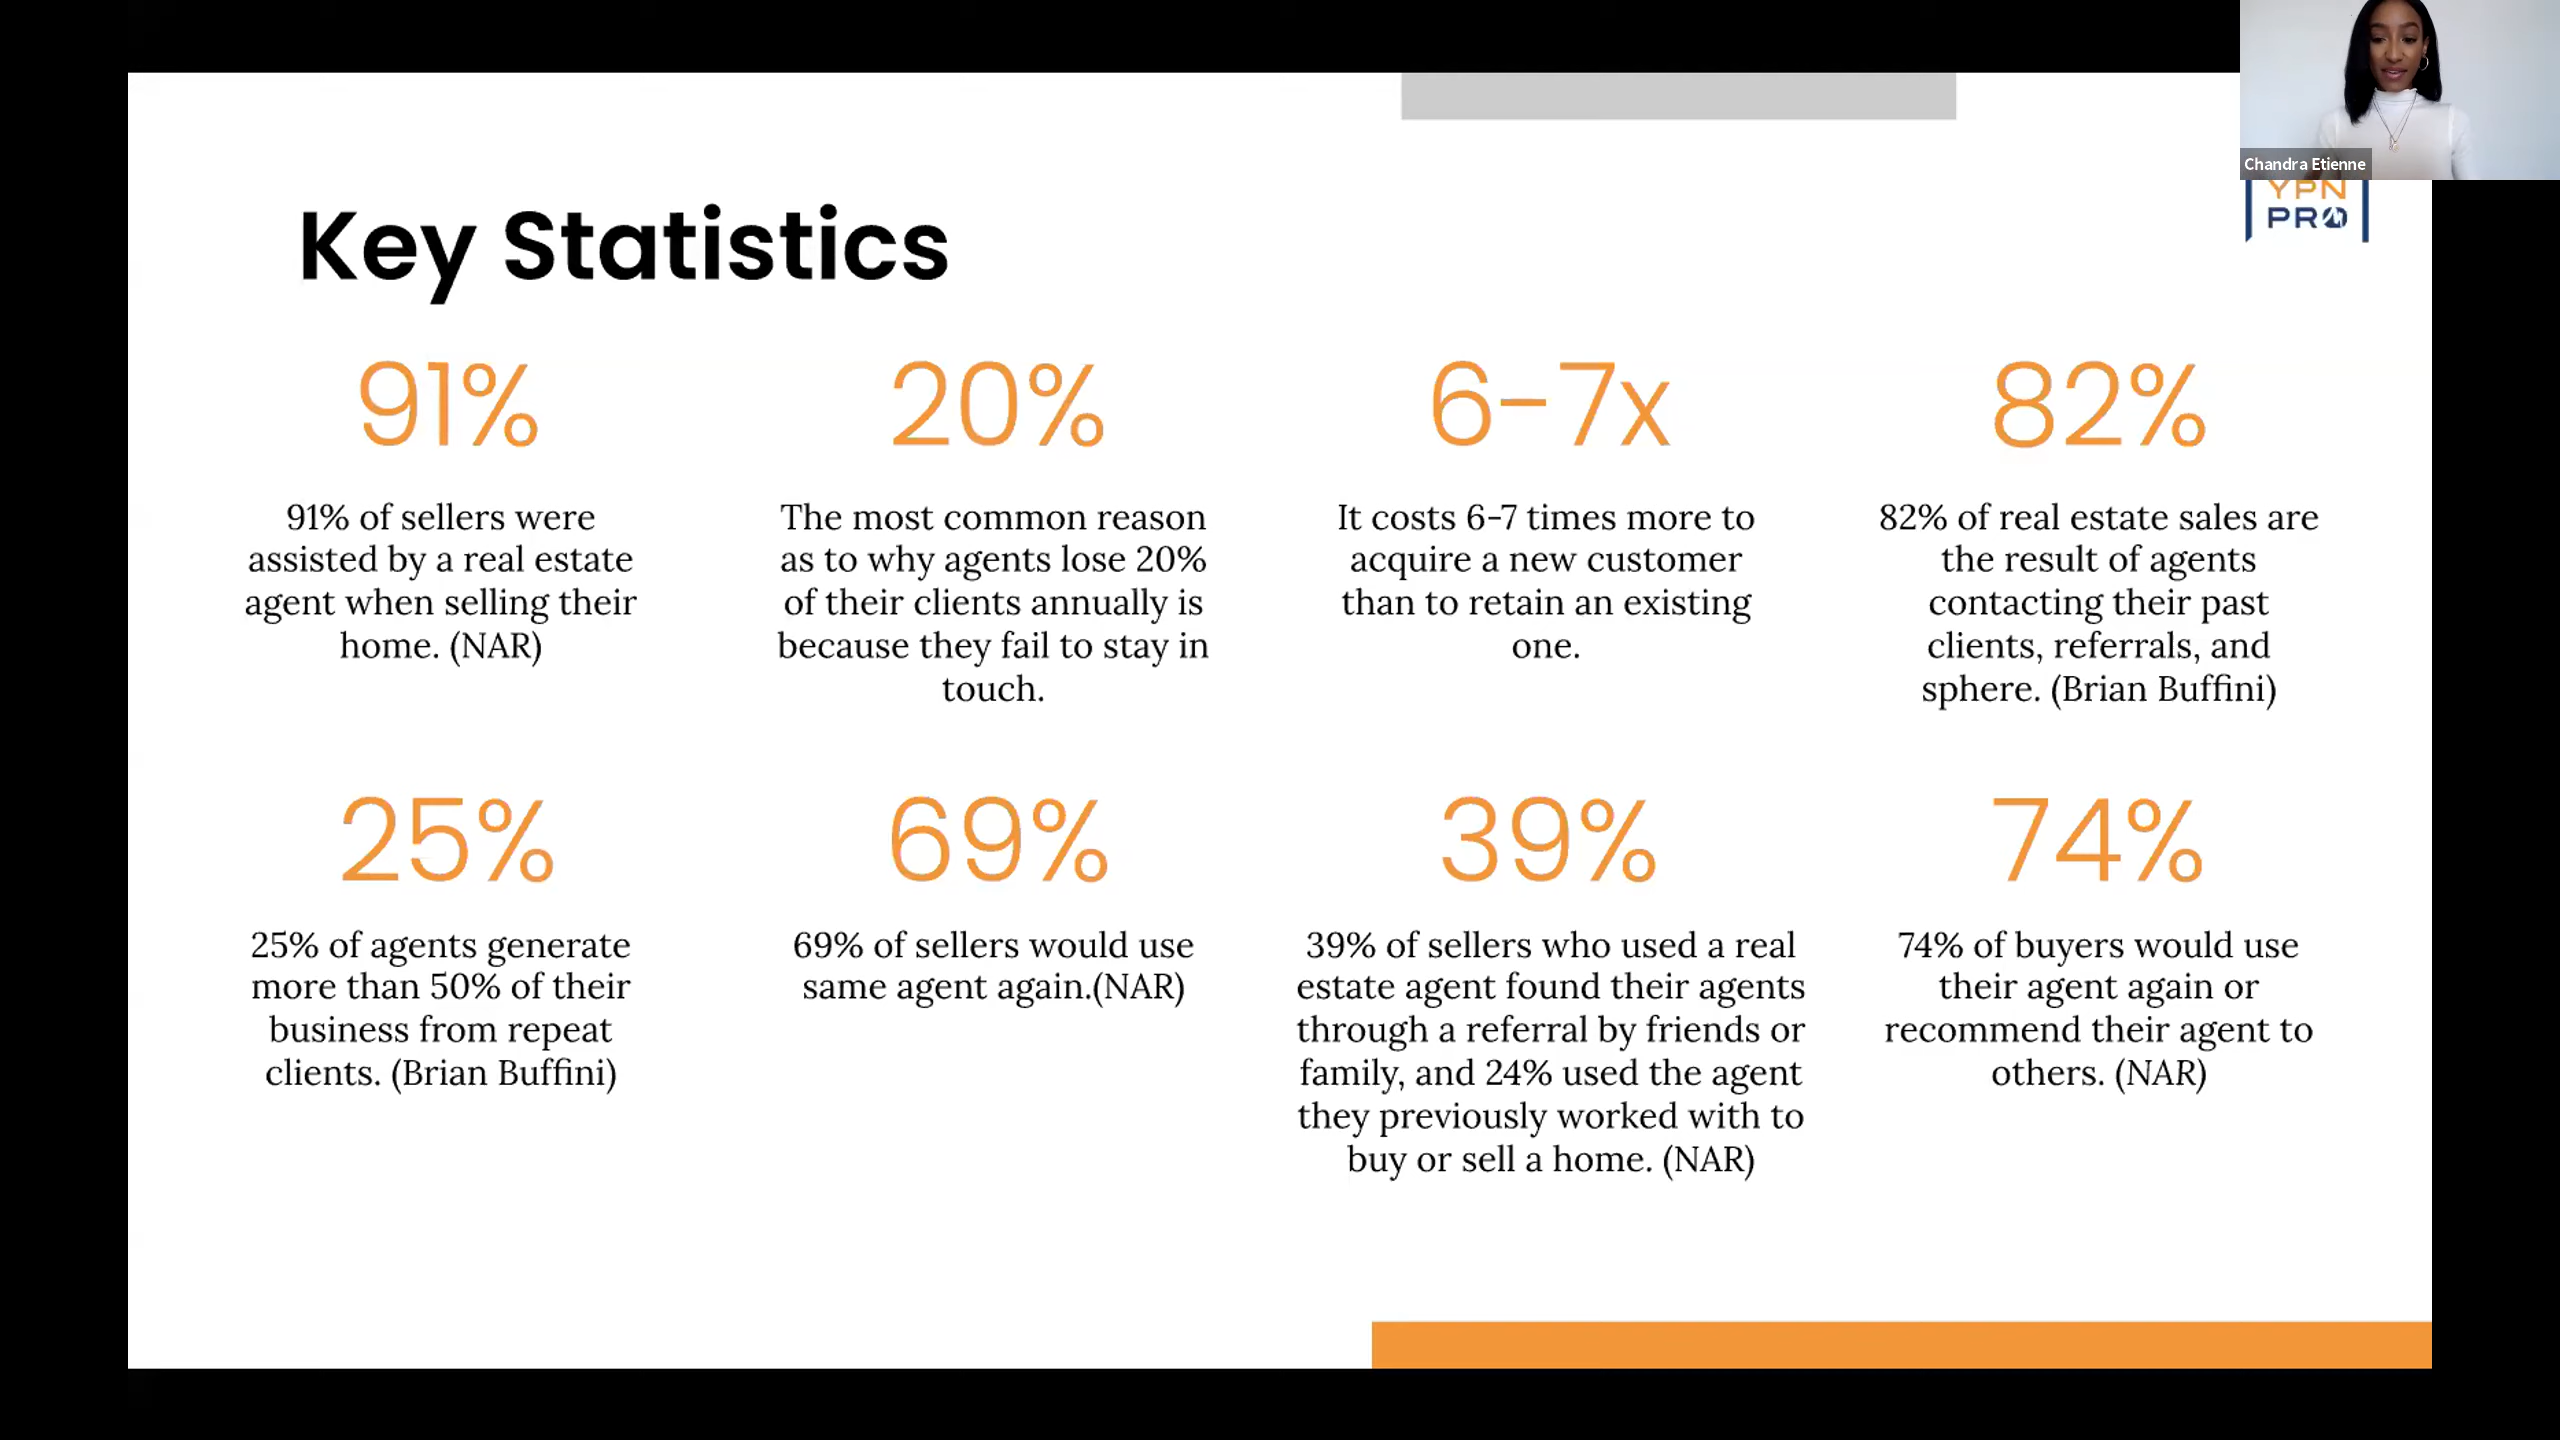 Chandra Etienne
YPN
PRO
Key Statistics
91%
91% of sellers were
assisted by a real estate
agent when selling their
home. (NAR)
20%
The most common reason
as to why agents lose 20%
of their clients annually is
because they fail to stay in
touch.
6-7x
It costs 6-7 times more to
acquire a new customer
than to retain an existing
one.
82%
82% of real estate sales are
the result of agents
contacting their past
clients, referrals, and
sphere. (Brian Buffini)
25%
25% of agents generate
more than 50% of their
business from repeat
clients. (Brian Buffini)
69%
69% of sellers would use
same agent again.(NAR)
39%
39% of sellers who used a real
estate agent found their agents
through a referral by friends or
family, and 24% used the agent
they previously worked with to
buy or sell a home. (NAR)
74%
74% of buyers would use
their agent again or
recommend their agent to
others. (NAR)